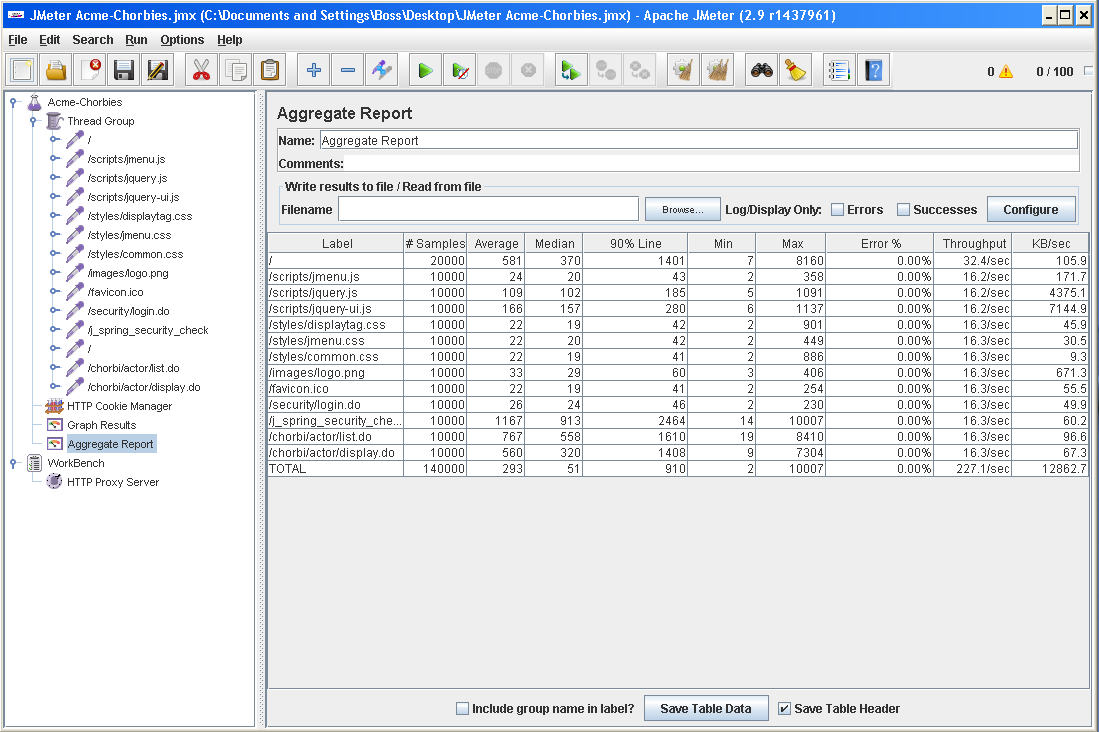 JMeter Acme-Chorbies.jmx (C:\Documents and Settings\Boss\Desktop\JMeter Acme-Chorbies.jmx) - Apache JMeter (2.9 r1437961)
File Edit Search Run Options Help
0 0 / 100
Acme-Chorbies
Thread Group
/
/scripts/jmenu.js
/scripts/jquery.js
/scripts/jquery-ui.js
/styles/displaytag.css
/styles/jmenu.css
/styles/common.css
/images/logo.png
/favicon.ico
/security/login.do
/j_spring_security_check
/
/chorbi/actor/list.do
/chorbi/actor/display.do
HTTP Cookie Manager
Graph Results
Aggregate Report
WorkBench
HTTP Proxy Server
Aggregate Report
Name: Aggregate Report
Comments:
Write results to file / Read from file
Filename Browse... Log/Display Only: Errors Successes Configure
Label # Samples Average Median 90% Line Min Max Error % Throughput KB/sec
/ 20000 581 370 1401 7 8160 0.00% 32.4/sec 105.9
/scripts/jmenu.js 10000 24 20 43 2 358 0.00% 16.2/sec 171.7
/scripts/jquery.js 10000 109 102 185 5 1091 0.00% 16.2/sec 4375.1
/scripts/jquery-ui.js 10000 166 157 280 6 1137 0.00% 16.2/sec 7144.9
/styles/displaytag.css 10000 22 19 42 2 901 0.00% 16.3/sec 45.9
/styles/jmenu.css 10000 22 20 42 2 449 0.00% 16.3/sec 30.5
/styles/common.css 10000 22 19 41 2 886 0.00% 16.3/sec 9.3
/images/logo.png 10000 33 29 60 3 406 0.00% 16.3/sec 671.3
/favicon.ico 10000 22 19 41 2 254 0.00% 16.3/sec 55.5
/security/login.do 10000 26 24 46 2 230 0.00% 16.3/sec 49.9
/j_spring_security_che... 10000 1167 913 2464 14 10007 0.00% 16.3/sec 60.2
/chorbi/actor/list.do 10000 767 558 1610 19 8410 0.00% 16.3/sec 96.6
/chorbi/actor/display.do 10000 560 320 1408 9 7304 0.00% 16.3/sec 67.3
TOTAL 140000 293 51 910 2 10007 0.00% 227.1/sec 12862.7
Include group name in label? Save Table Data Save Table Header